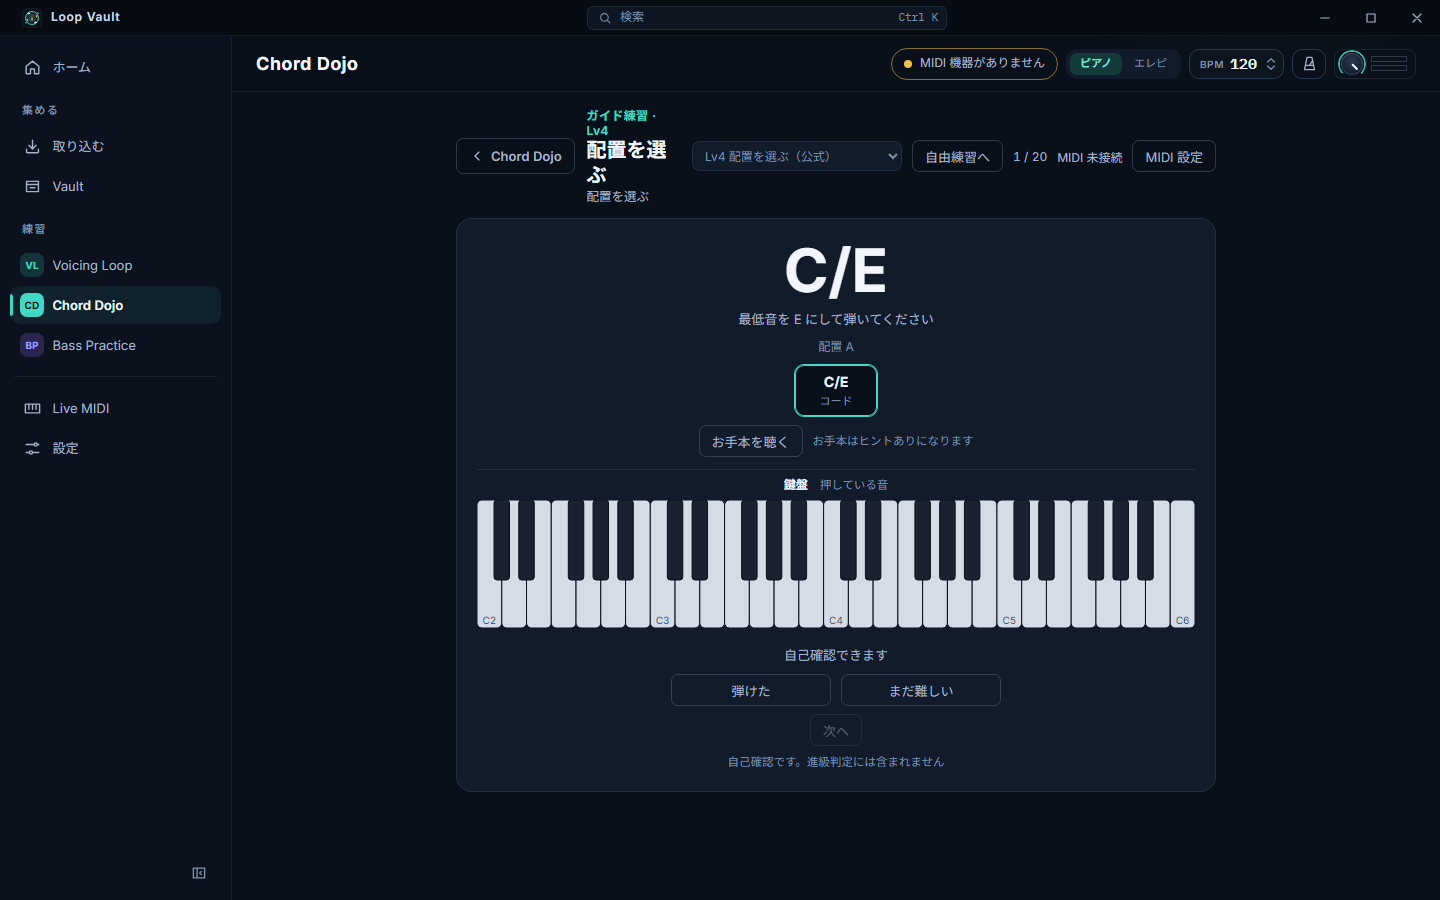 Loop Vault
検索
Ctrl K
ホーム
集める
取り込む
Vault
練習
VL Voicing Loop
CD Chord Dojo
BP Bass Practice
Live MIDI
設定
Chord Dojo
MIDI 機器がありません
ピアノ
エレピ
BPM 120
Chord Dojo
ガイド練習 ·
Lv4
配置を選
ぶ
配置を選ぶ
Lv4 配置を選ぶ（公式）
自由練習へ
1 / 20
MIDI 未接続
MIDI 設定
C/E
最低音を E にして弾いてください
配置 A
C/E
コード
お手本を聴く
お手本はヒントありになります
鍵盤 押している音
C2 C3 C4 C5 C6
自己確認できます
弾けた
まだ難しい
次へ
自己確認です。進級判定には含まれません